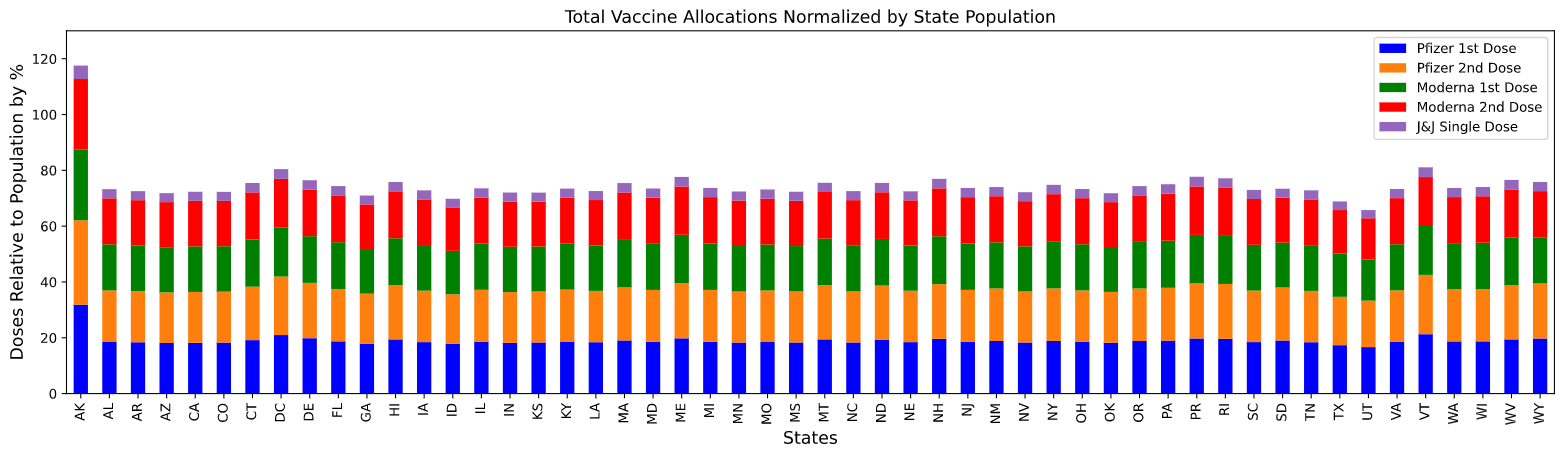 Total Vaccine Allocations Normalized by State Population
Doses Relative to Population by %
120
100
80
60
40
20
0
Pfizer 1st Dose
Pfizer 2nd Dose
Moderna 1st Dose
Moderna 2nd Dose
J&J Single Dose
AK AL AR AZ CA CO CT DC DE FL GA HI IA ID IL IN KS KY LA MA MD ME MI MN MO MS MT NC ND NE NH NJ NM NV NY OH OK OR PA PR RI SC SD TN TX UT VA VT WA WI WV WY
States